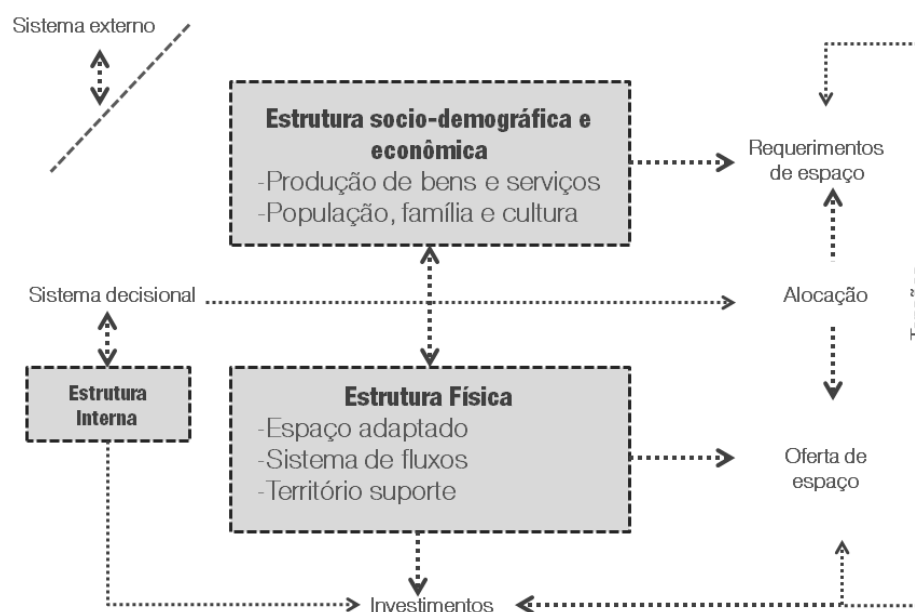 Sistema externo
Estrutura socio-demográfica e
econômica
-Produção de bens e serviços
-População, família e cultura
Requerimentos
de espaço
Sistema decisional
Alocação
Estrutura
Interna
Estrutura Física
-Espaço adaptado
-Sistema de fluxos
-Território suporte
Oferta de
espaço
Investimentos